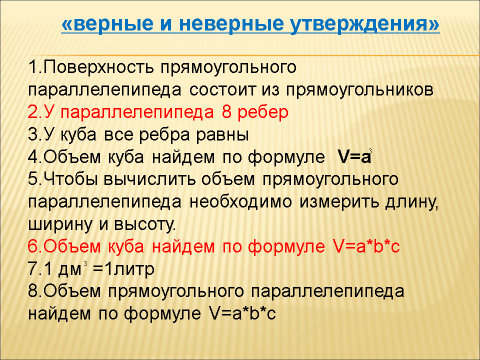 «верные и неверные утверждения»
1.Поверхность прямоугольного
параллелепипеда состоит из прямоугольников
2.У параллелепипеда 8 ребер
3.У куба все ребра равны
4.Объем куба найдем по формуле V=a³
5.Чтобы вычислить объем прямоугольного
параллелепипеда необходимо измерить длину,
ширину и высоту.
6.Объем куба найдем по формуле V=a*b*c
7.1 дм³ =1литр
8.Объем прямоугольного параллелепипеда
найдем по формуле V=a*b*c